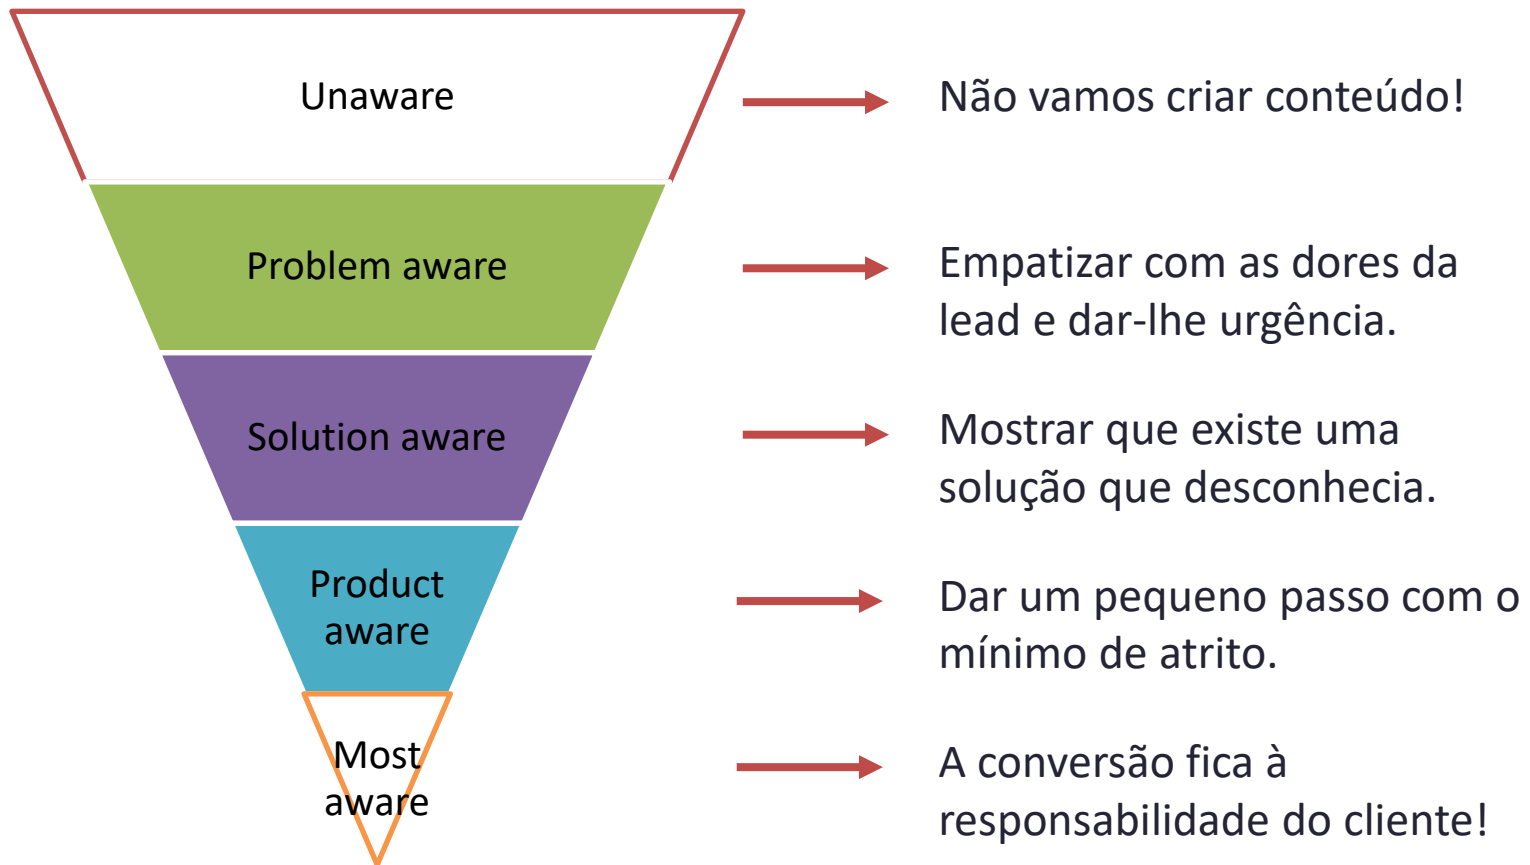 Unaware
Não vamos criar conteúdo!
Problem aware
Empatizar com as dores da
lead e dar-lhe urgência.
Solution aware
Mostrar que existe uma
solução que desconhecia.
Product
aware
Dar um pequeno passo com o
mínimo de atrito.
Most
aware
A conversão fica à
responsabilidade do cliente!